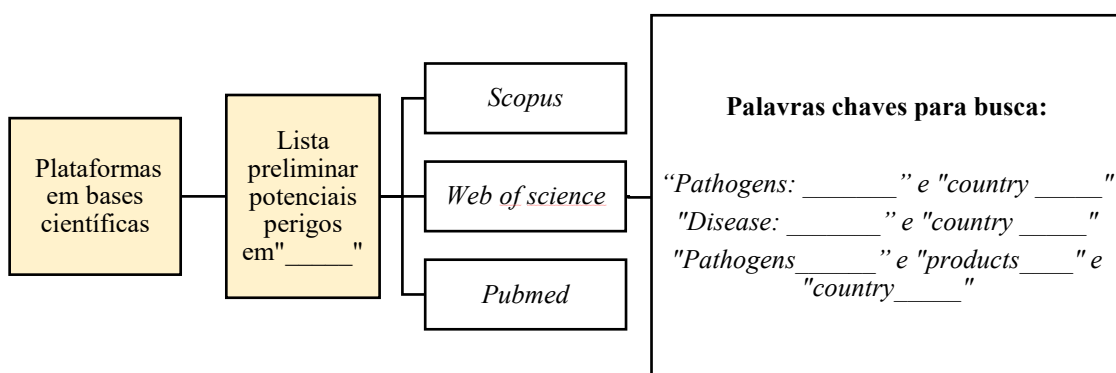 Plataformas
em bases
científicas
Lista
preliminar
potenciais
perigos
em"_____"
Scopus
Web of science
Pubmed
Palavras chaves para busca:
“Pathogens: _______” e "country _____"
"Disease: _______” e "country _____"
"Pathogens______” e "products____" e
"country_____"